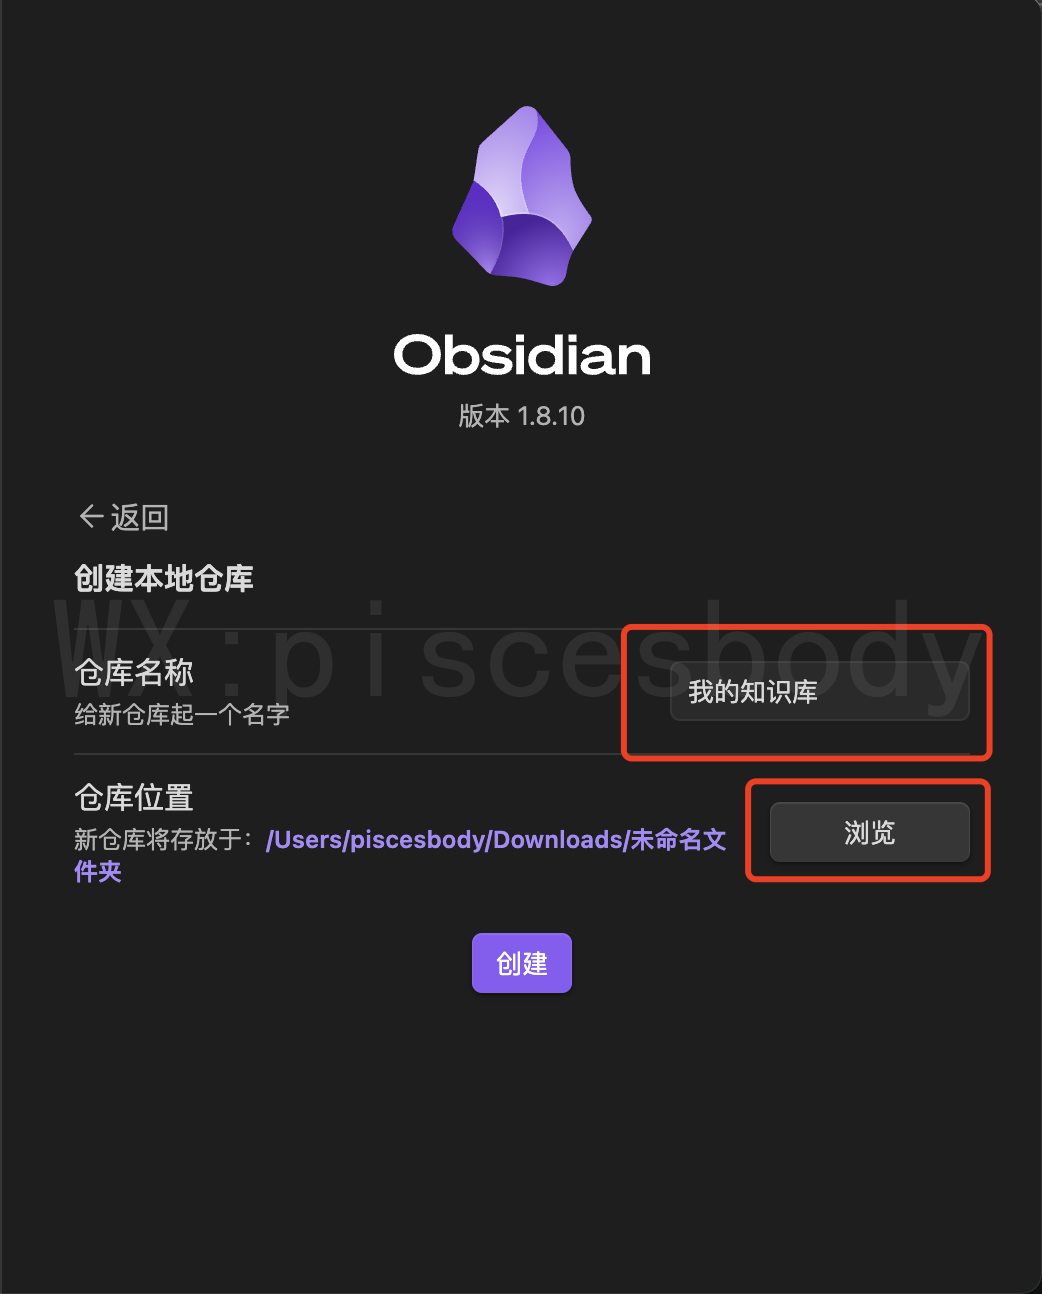 Obsidian
版本 1.8.10
←返回
创建本地仓库
WX:piscesbody
仓库名称
给新仓库起一个名字
我的知识库
仓库位置
新仓库将存放于：/Users/piscesbody/Downloads/未命名文
件夹
浏览
创建